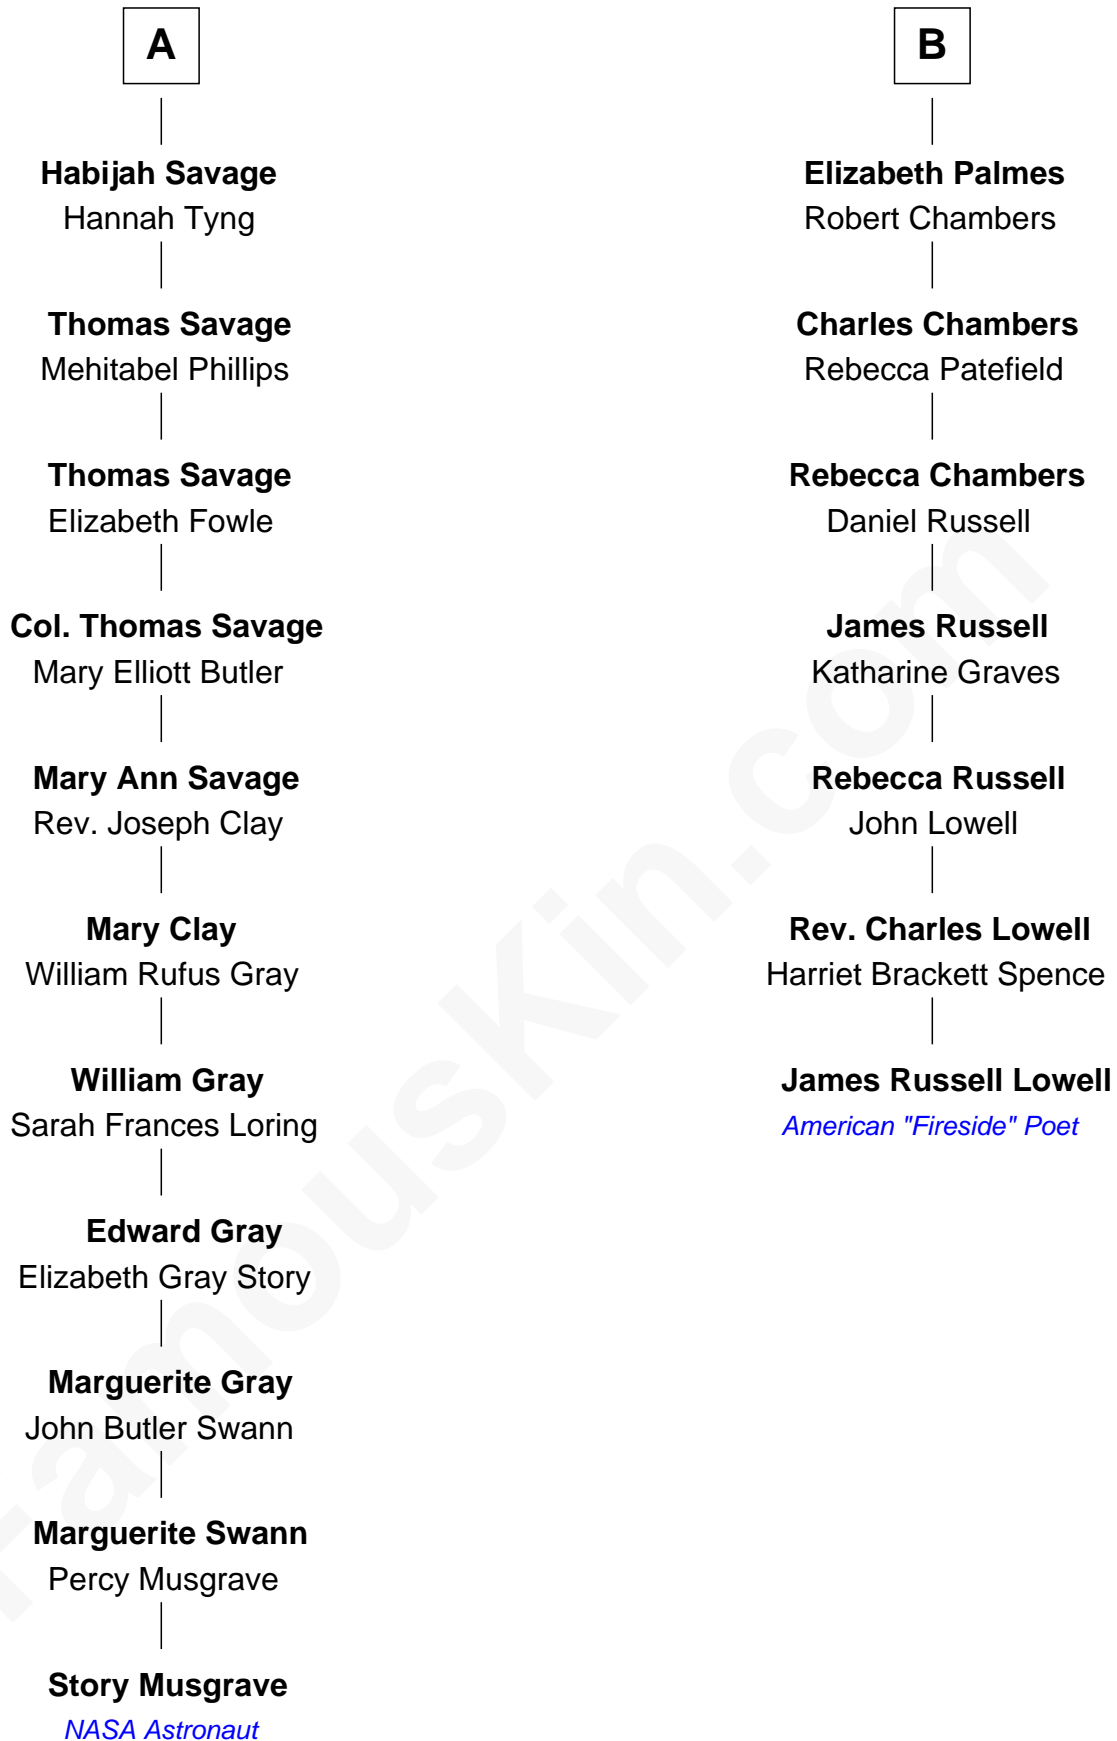 A
Habijah Savage
Hannah Tyng
Thomas Savage
Mehitabel Phillips
Thomas Savage
Elizabeth Fowle
Col. Thomas Savage
Mary Elliott Butler
Mary Ann Savage
Rev. Joseph Clay
Mary Clay
William Rufus Gray
William Gray
Sarah Frances Loring
Edward Gray
Elizabeth Gray Story
Marguerite Gray
John Butler Swann
Marguerite Swann
Percy Musgrave
Story Musgrave
NASA Astronaut
B
Elizabeth Palmes
Robert Chambers
Charles Chambers
Rebecca Patefield
Rebecca Chambers
Daniel Russell
James Russell
Katharine Graves
Rebecca Russell
John Lowell
Rev. Charles Lowell
Harriet Brackett Spence
James Russell Lowell
American "Fireside" Poet
FamousKin.com